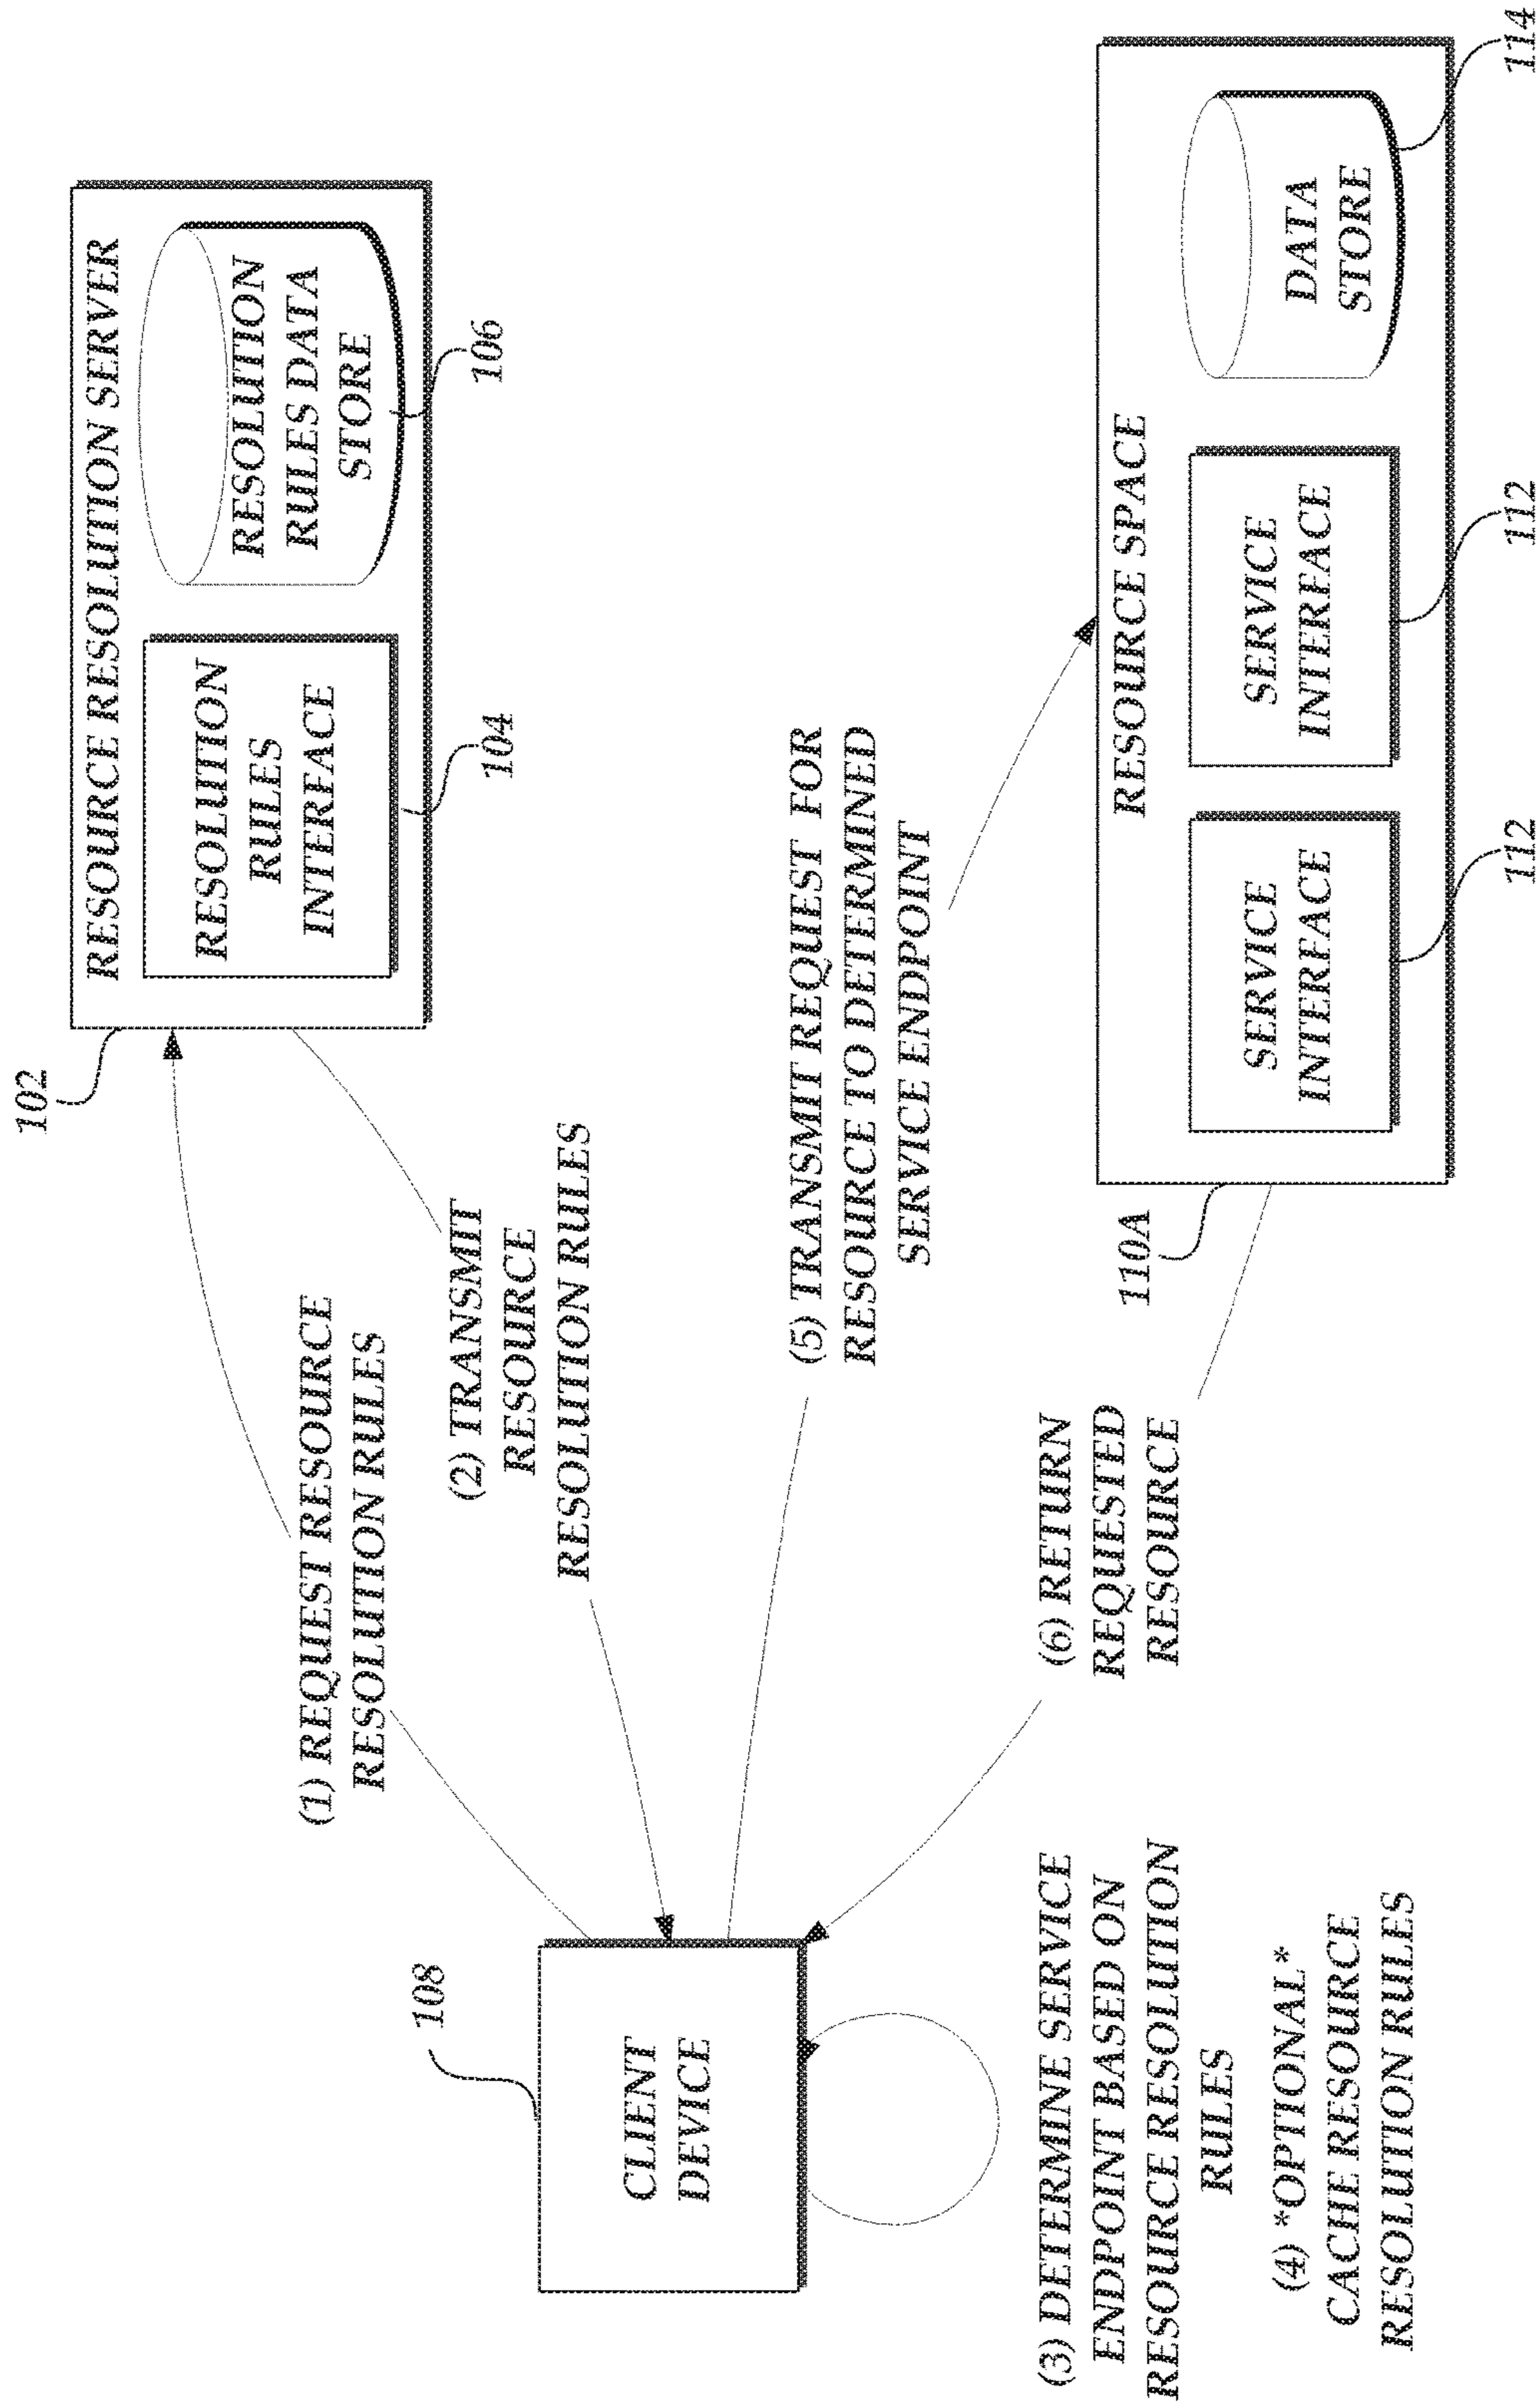 102
RESOURCE RESOLUTION SERVER
RESOLUTION
RULES
INTERFACE
104
RESOLUTION
RULES DATA
STORE
106
(1) REQUEST RESOURCE
RESOLUTION RULES
(2) TRANSMIT
RESOURCE
RESOLUTION RULES
108
CLIENT
DEVICE
(3) DETERMINE SERVICE
ENDPOINT BASED ON
RESOURCE RESOLUTION
RULES
(4) *OPTIONAL*
CACHE RESOURCE
RESOLUTION RULES
(5) TRANSMIT REQUEST FOR
RESOURCE TO DETERMINED
SERVICE ENDPOINT
(6) RETURN
REQUESTED
RESOURCE
110A
RESOURCE SPACE
SERVICE
INTERFACE
112
SERVICE
INTERFACE
112
DATA
STORE
114